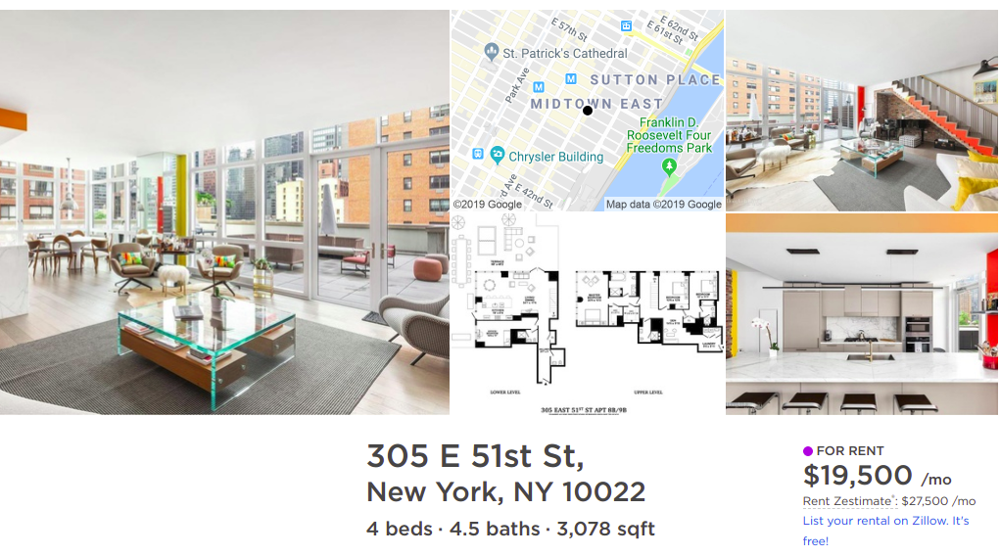 E 57th St
E 62nd St
E 61st St
St. Patrick's Cathedral
Park Ave
SUTTON PLACE
M
M
MIDTOWN EAST
Franklin D.
Roosevelt Four
Freedoms Park
Chrysler Building
rd Ave
E 42nd St
©2019 Google
Map data ©2019 Google
LOWER LEVEL
UPPER LEVEL
305 EAST 51ST ST APT 8B/9B
305 E 51st St,
New York, NY 10022
4 beds · 4.5 baths · 3,078 sqft
FOR RENT
$19,500 /mo
Rent Zestimate®: $27,500 /mo
List your rental on Zillow. It's
free!